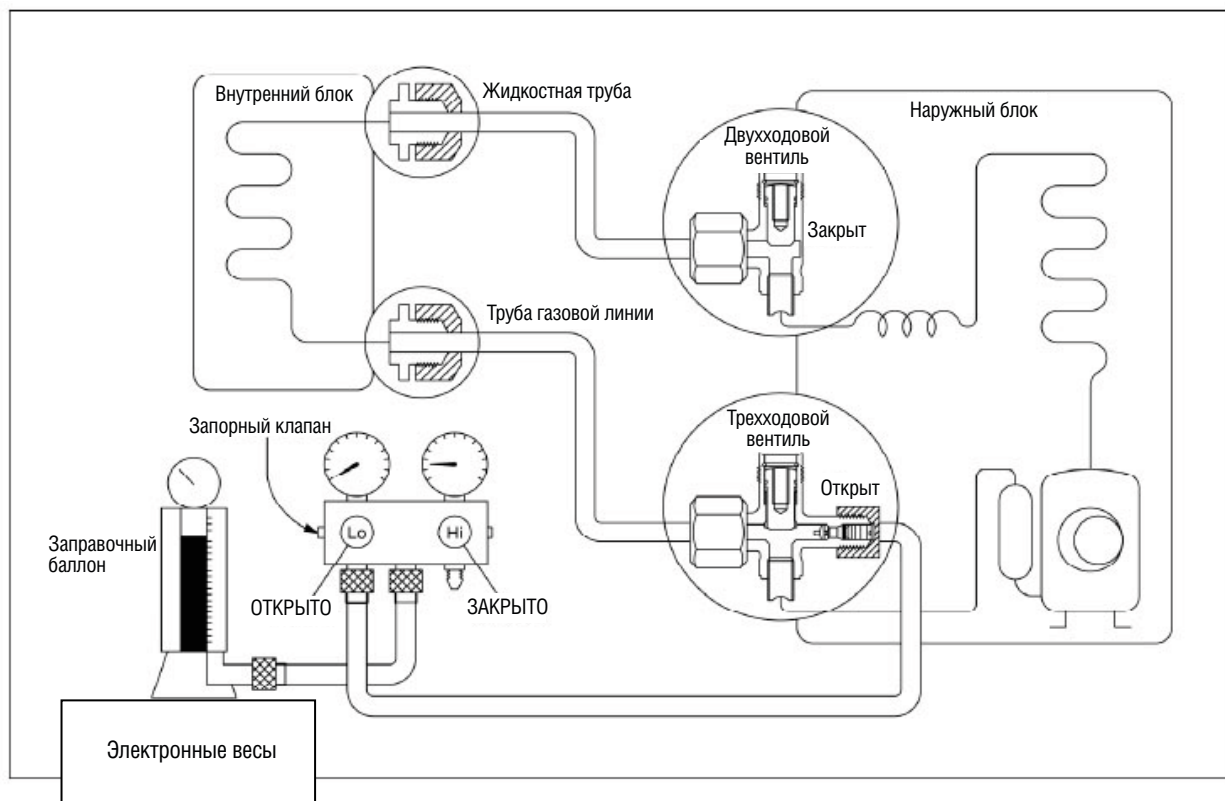 Внутренний блок
Жидкостная труба
Двухходовой
вентиль
Закрыт
Наружный блок
Труба газовой линии
Трехходовой
вентиль
Открыт
Запорный клапан
Lo
Hi
Заправочный
баллон
ОТКРЫТО
ЗАКРЫТО
Электронные весы